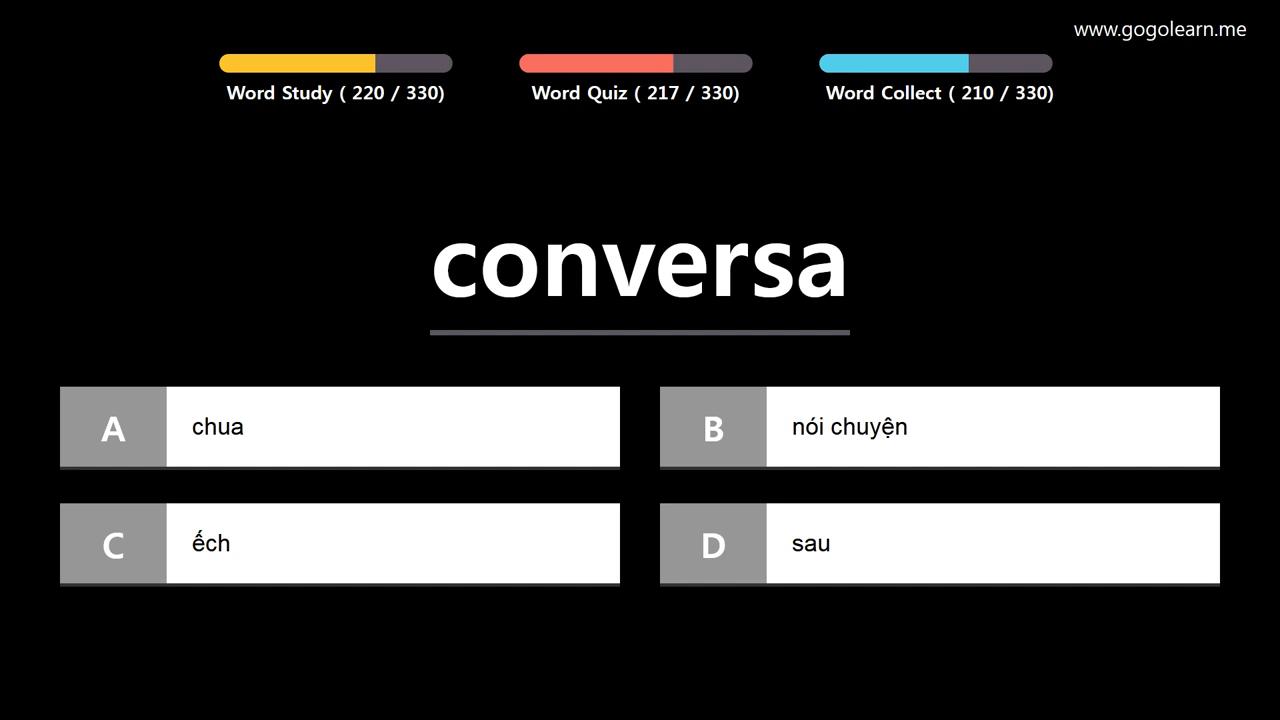 www.gogolearn.me
Word Study ( 220 / 330)
Word Quiz ( 217 / 330)
Word Collect ( 210 / 330)
conversa
A chua
B nói chuyện
C ếch
D sau